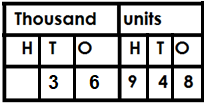 Thousand units
H T O H T O
3 6 9 4 8